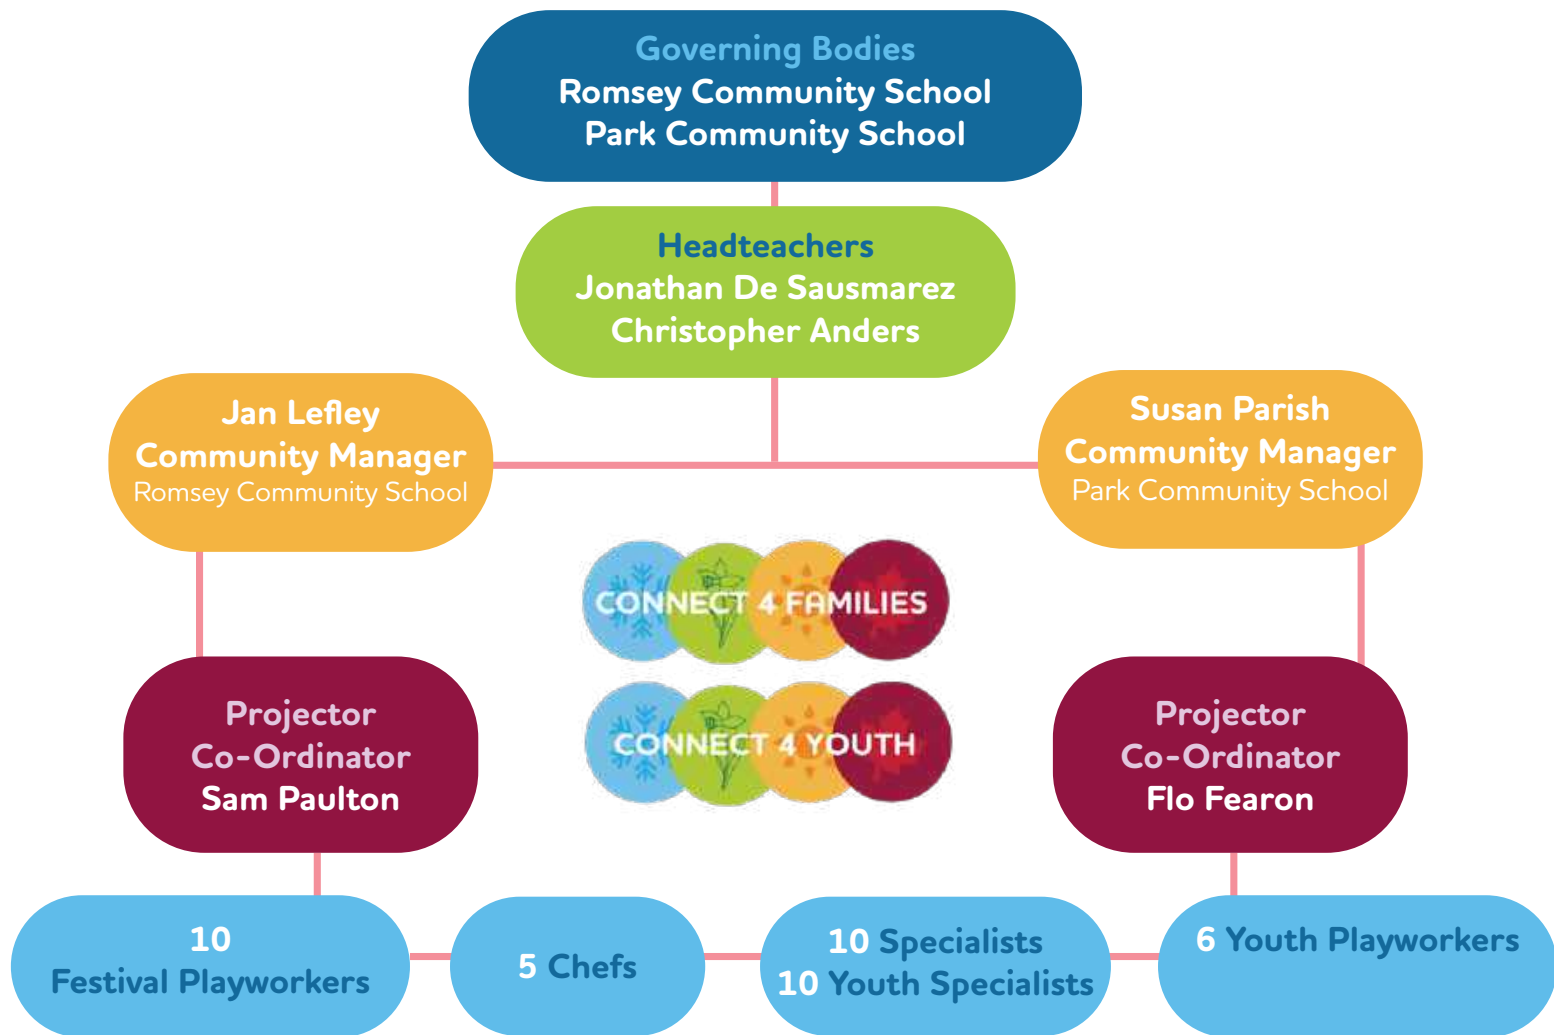 Governing Bodies
Romsey Community School
Park Community School
Headteachers
Jonathan De Sausmarez
Christopher Anders
Jan Lefley
Community Manager
Romsey Community School
Susan Parish
Community Manager
Park Community School
CONNECT 4 FAMILIES
CONNECT 4 YOUTH
Projector
Co-Ordinator
Sam Paulton
Projector
Co-Ordinator
Flo Fearon
10
Festival Playworkers
5 Chefs
10 Specialists
10 Youth Specialists
6 Youth Playworkers